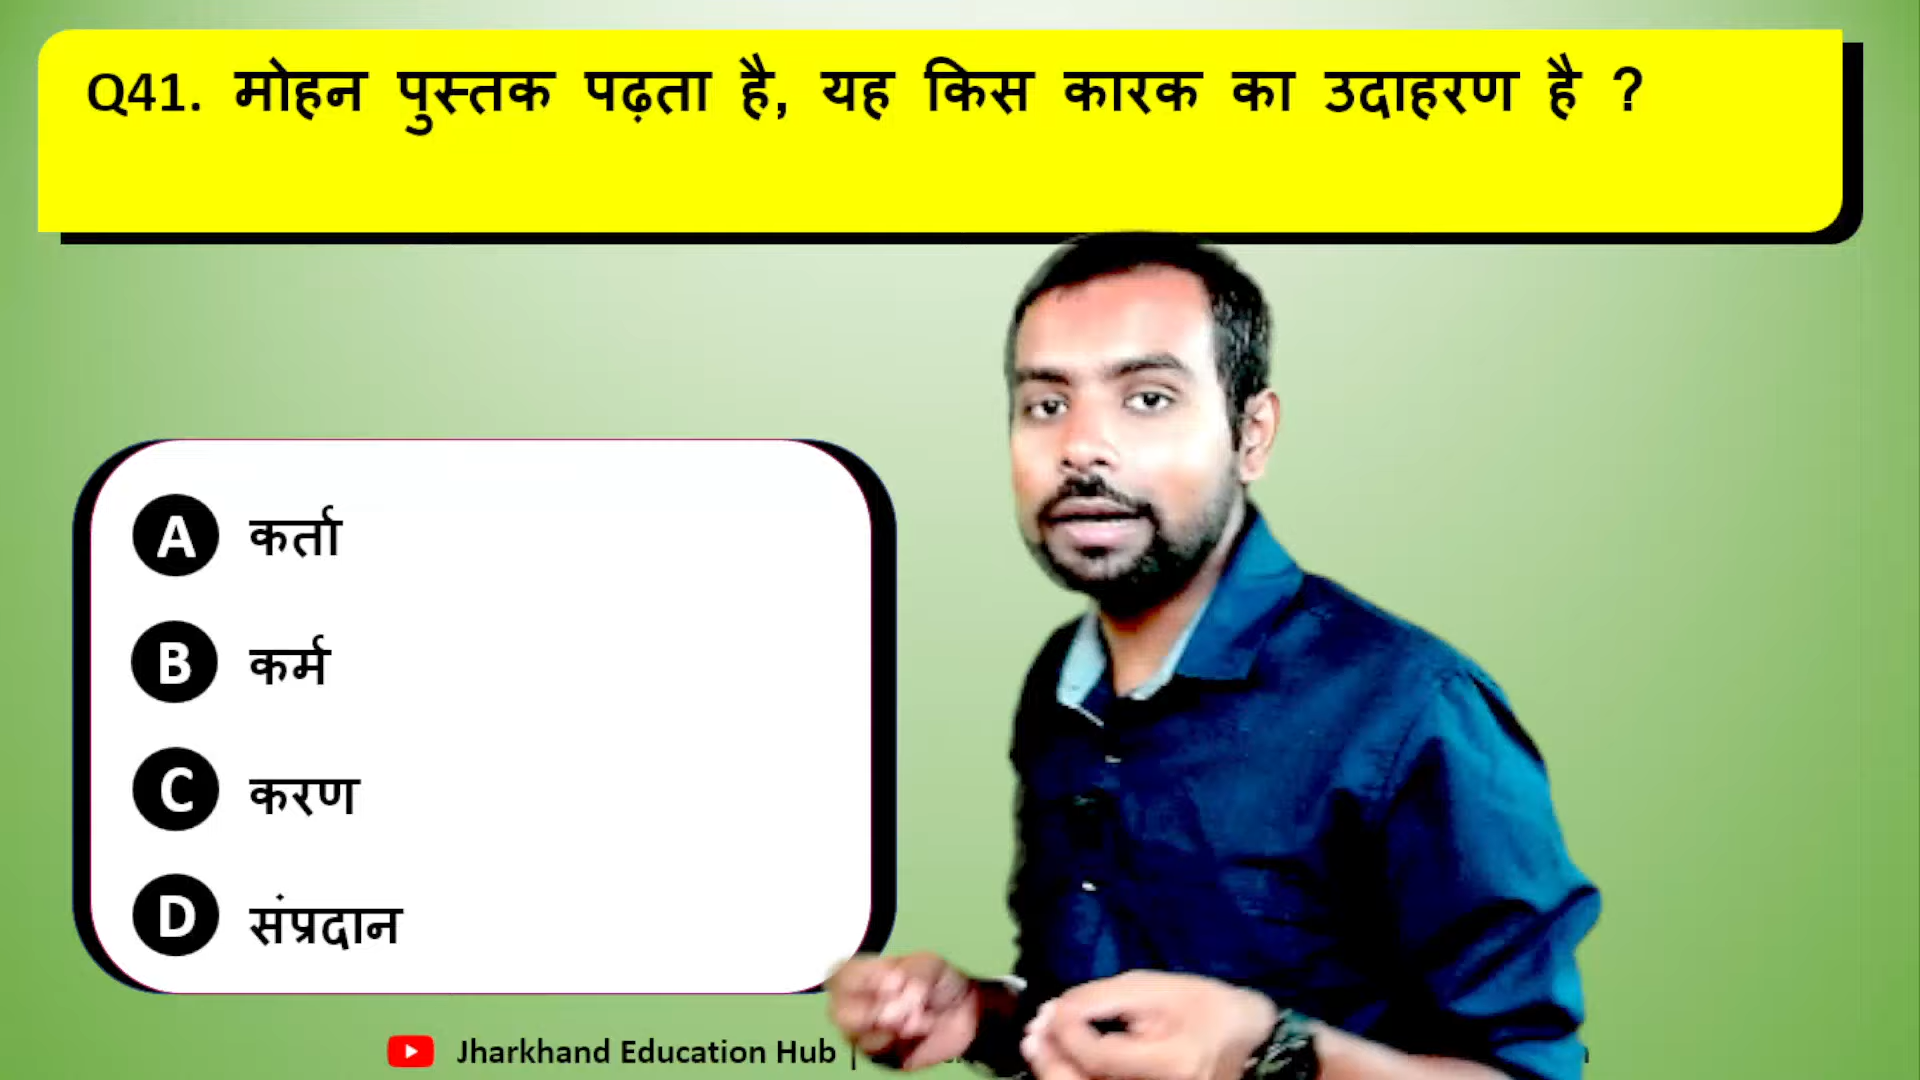 Q41. मोहन पुस्तक पढ़ता है, यह किस कारक का उदाहरण है ?
A कर्ता
B कर्म
C करण
D संप्रदान
Jharkhand Education Hub |